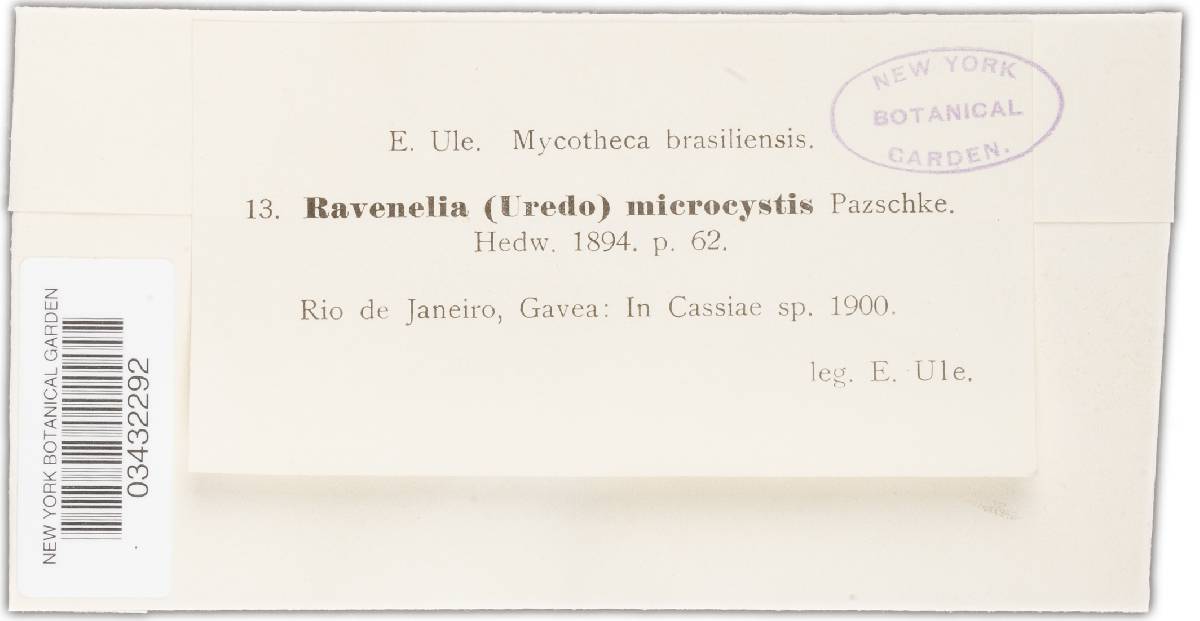 NEW YORK
BOTANICAL
GARDEN.
E. Ule. Mycotheca brasiliensis.
13. Ravenelia (Uredo) microcystis Pazschke.
Hedw. 1894. p. 62.
Rio de Janeiro, Gavea: In Cassiae sp. 1900.
leg. E. Ule.
NEW YORK BOTANICAL GARDEN
03432292